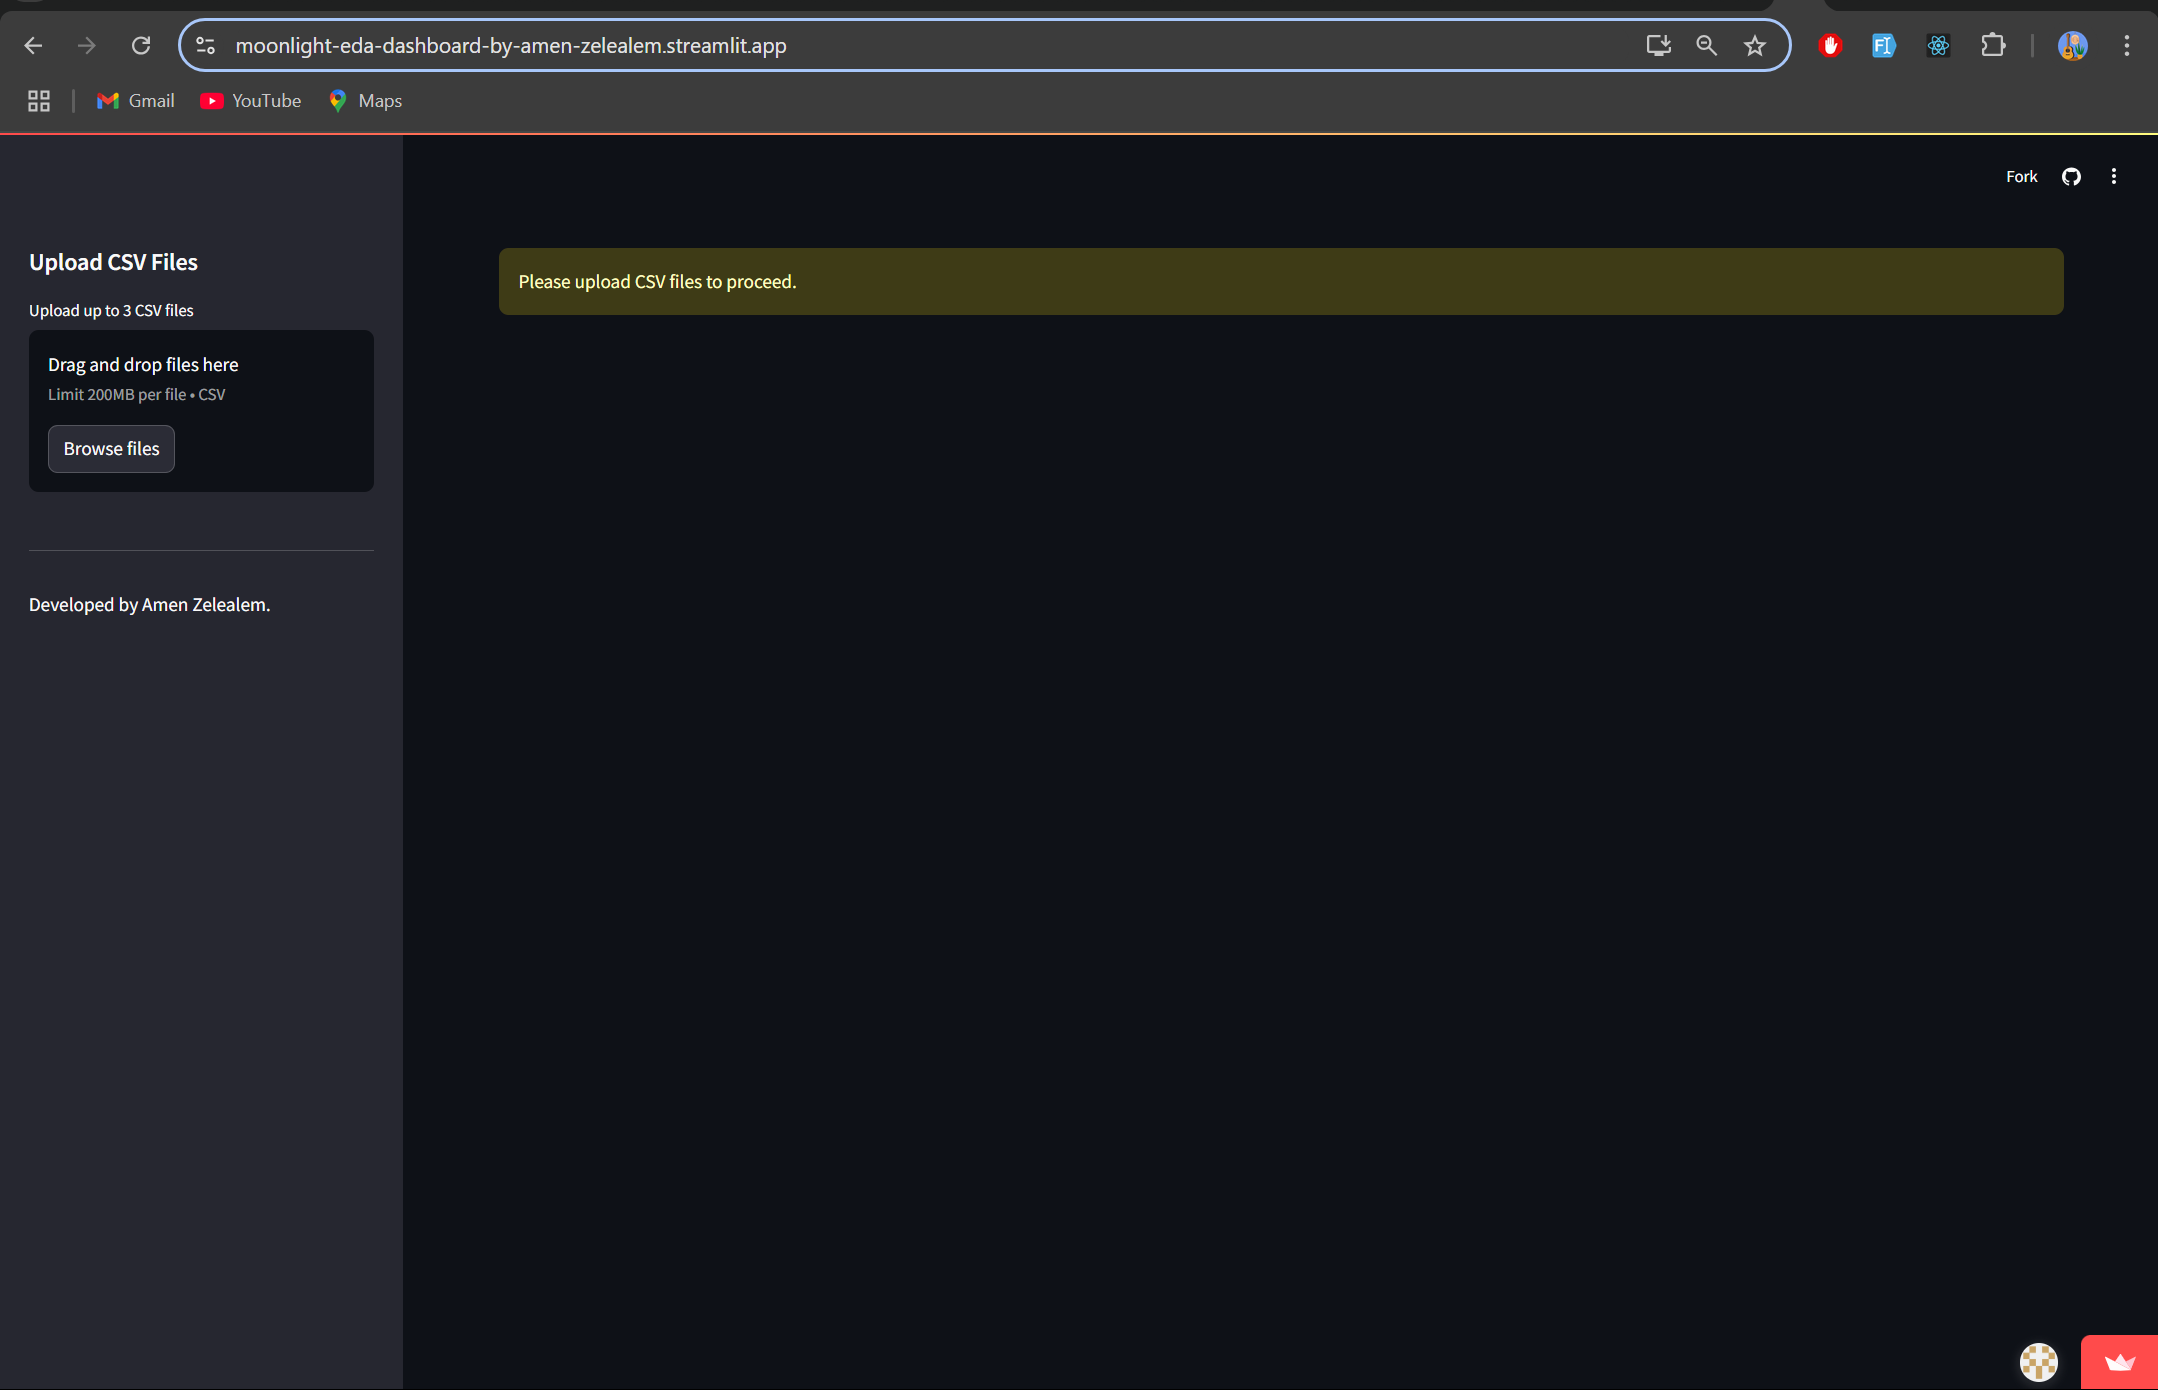 moonlight-eda-dashboard-by-amen-zelealem.streamlit.app
Gmail
YouTube
Maps
Fork
Upload CSV Files
Upload up to 3 CSV files
Drag and drop files here
Limit 200MB per file • CSV
Browse files
Developed by Amen Zelealem.
Please upload CSV files to proceed.